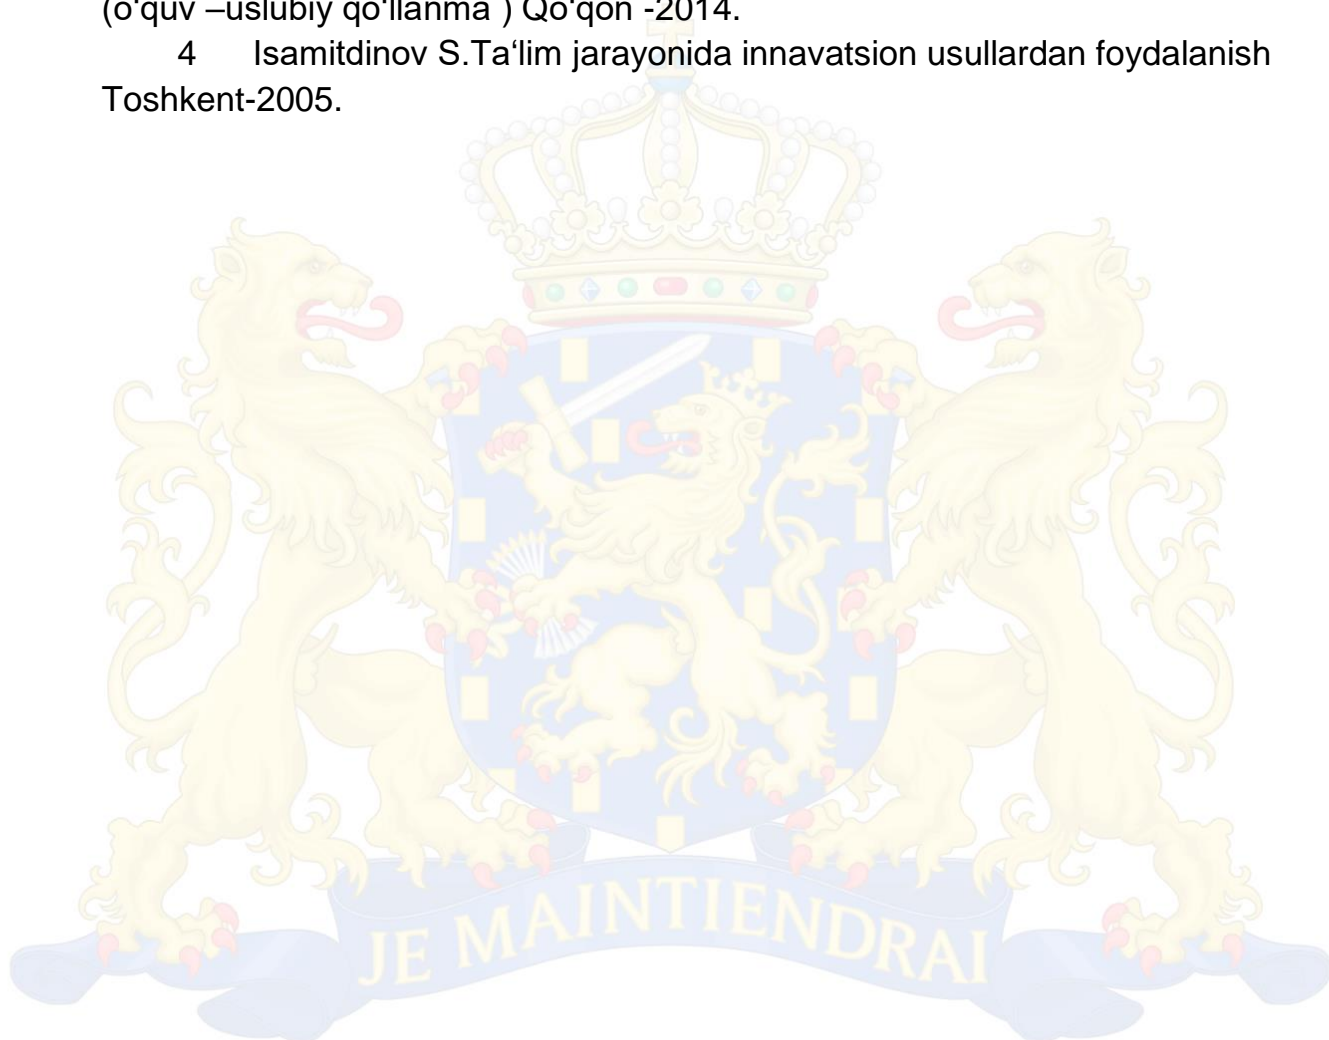 (o‘quv –uslubiy qo‘llanma ) Qo‘qon -2014.
4 Isamitdinov S.Ta‘lim jarayonida innavatsion usullardan foydalanish
Toshkent-2005.
JE MAINTIENDRAI